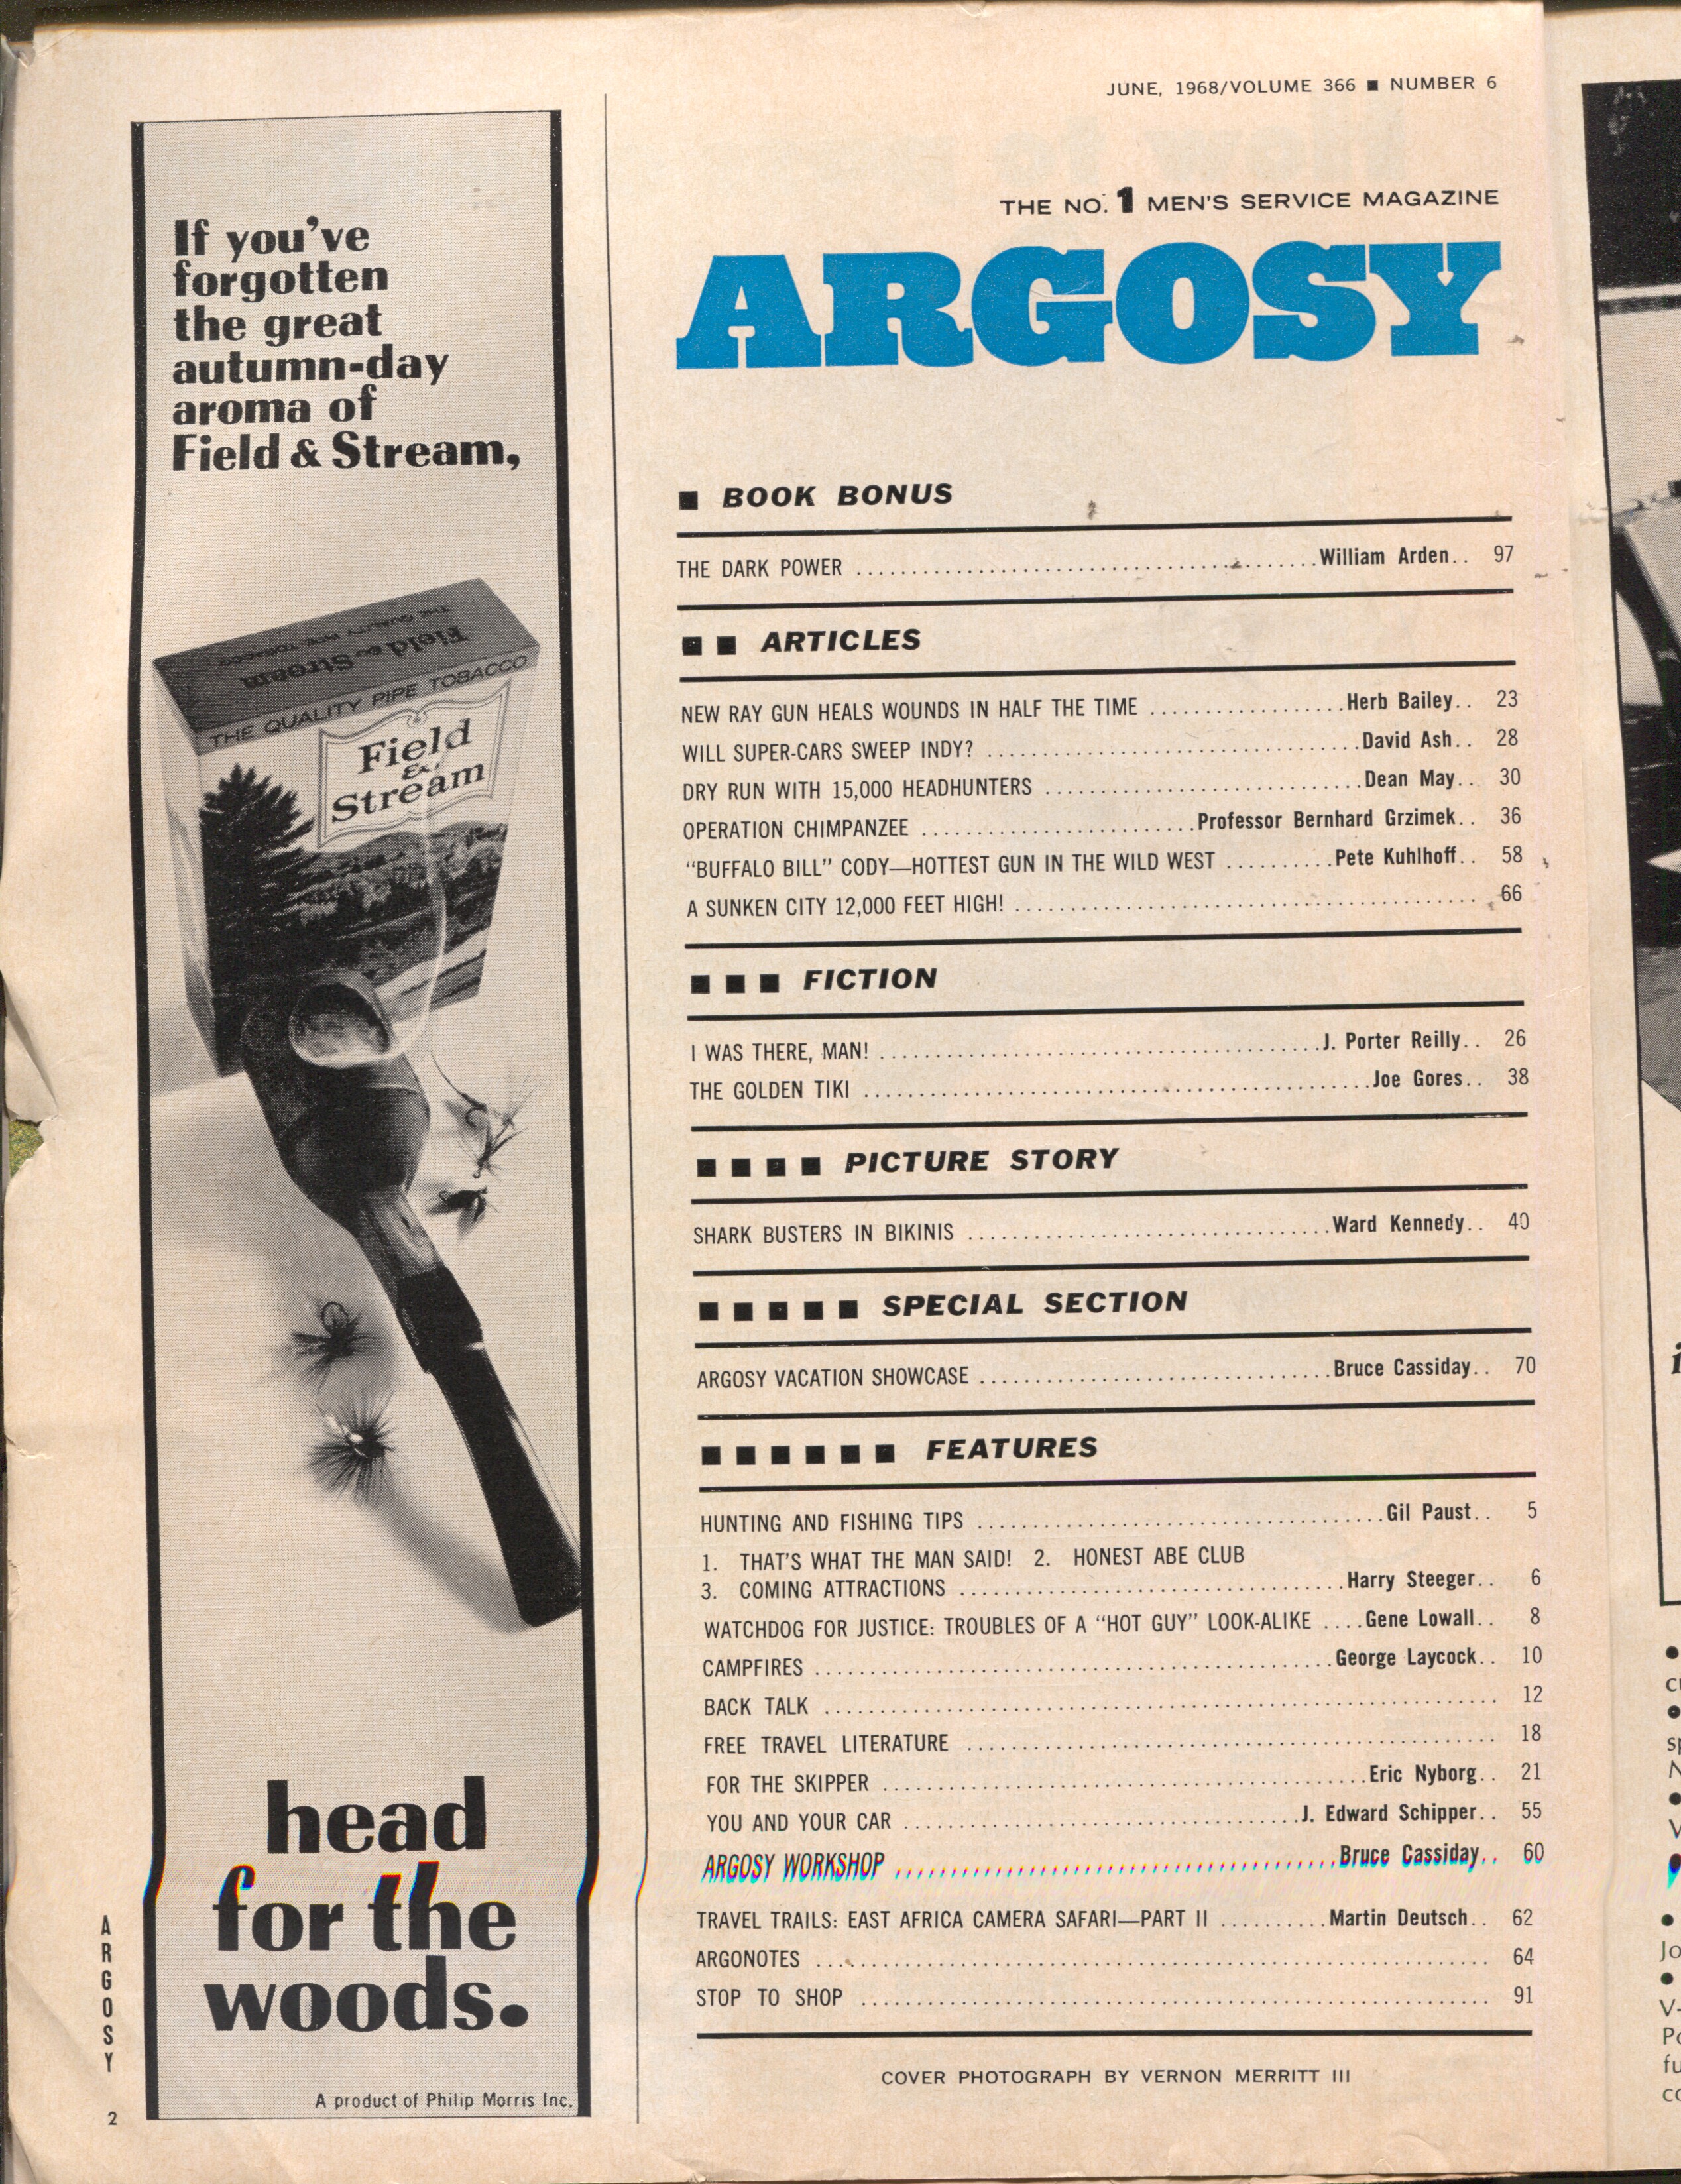 JUNE, 1968/VOLUME 366 ■ NUMBER 6
THE NO. 1 MEN'S SERVICE MAGAZINE
ARGOSY
■ BOOK BONUS
THE DARK POWER ........ William Arden.. 97
■ ■ ARTICLES
NEW RAY GUN HEALS WOUNDS IN HALF THE TIME ........ Herb Bailey.. 23
WILL SUPER-CARS SWEEP INDY? ........ David Ash.. 28
DRY RUN WITH 15,000 HEADHUNTERS ........ Dean May.. 30
OPERATION CHIMPANZEE ........ Professor Bernhard Grzimek.. 36
“BUFFALO BILL” CODY—HOTTEST GUN IN THE WILD WEST ........ Pete Kuhlhoff.. 58
A SUNKEN CITY 12,000 FEET HIGH! ........ 66
■ ■ ■ FICTION
I WAS THERE, MAN! ........ J. Porter Reilly.. 26
THE GOLDEN TIKI ........ Joe Gores.. 38
■ ■ ■ ■ PICTURE STORY
SHARK BUSTERS IN BIKINIS ........ Ward Kennedy.. 40
■ ■ ■ ■ ■ SPECIAL SECTION
ARGOSY VACATION SHOWCASE ........ Bruce Cassiday.. 70
■ ■ ■ ■ ■ ■ FEATURES
HUNTING AND FISHING TIPS ........ Gil Paust.. 5
1. THAT'S WHAT THE MAN SAID! 2. HONEST ABE CLUB
3. COMING ATTRACTIONS ........ Harry Steeger.. 6
WATCHDOG FOR JUSTICE: TROUBLES OF A “HOT GUY” LOOK-ALIKE .... Gene Lowall.. 8
CAMPFIRES ........ George Laycock.. 10
BACK TALK ........ 12
FREE TRAVEL LITERATURE ........ 18
FOR THE SKIPPER ........ Eric Nyborg.. 21
YOU AND YOUR CAR ........ J. Edward Schipper.. 55
ARGOSY WORKSHOP ........ Bruce Cassiday.. 60
TRAVEL TRAILS: EAST AFRICA CAMERA SAFARI—PART II ........ Martin Deutsch.. 62
ARGONOTES ........ 64
STOP TO SHOP ........ 91
COVER PHOTOGRAPH BY VERNON MERRITT III
If you've
forgotten
the great
autumn-day
aroma of
Field & Stream,
THE QUALITY PIPE TOBACCO
Field & Stream
THE QUALITY PIPE TOBACCO
Field
&
Stream
head
for the
woods.
A product of Philip Morris Inc.
ARGOSY
2